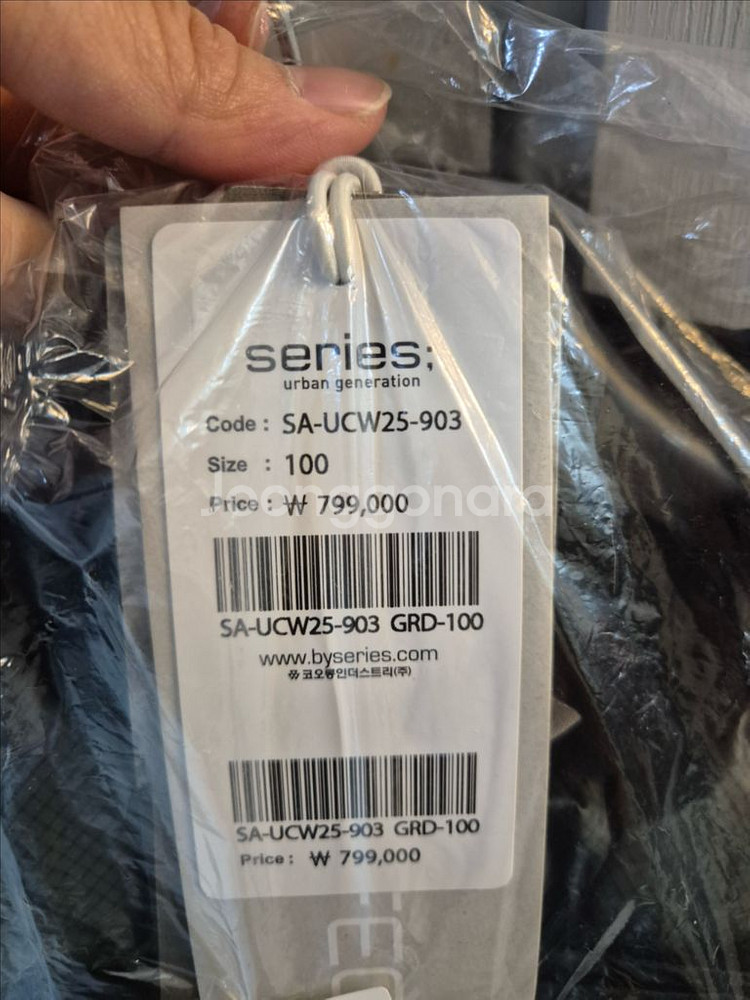 series;
urban generation
Code : SA-UCW25-903
Size : 100
Price : ₩ 799,000
Joonggonara
SA-UCW25-903 GRD-100
www.byseries.com
코오롱인더스트리(주)
SA-UCW25-903 GRD-100
Price : ₩ 799,000